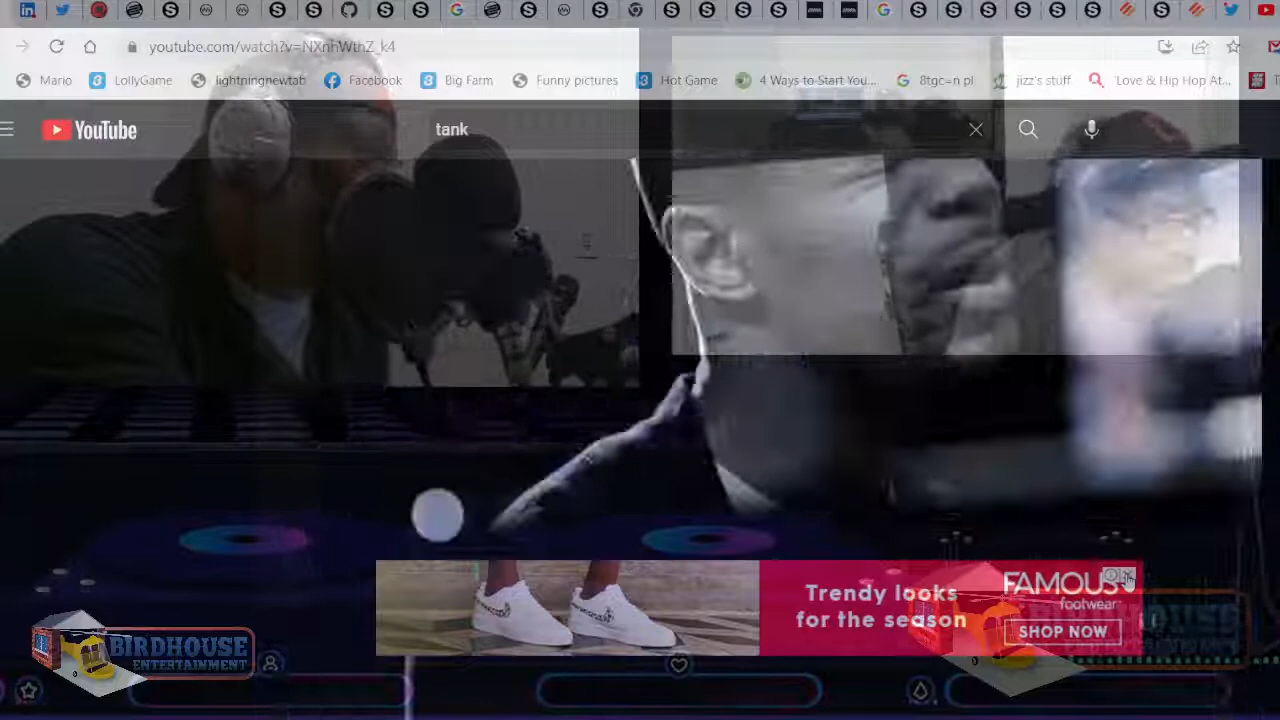 youtube.com/watch?v=NXnhWthZ_k4
Mario LollyGame lightningnewtab Facebook Big Farm Funny pictures Hot Game 4 Ways to Start You... 8tgc=n pl jizz's stuff 'Love & Hip Hop At...
YouTube tank
Trendy looks
for the season
FAMOUS
footwear
SHOP NOW
BIRDHOUSE
ENTERTAINMENT